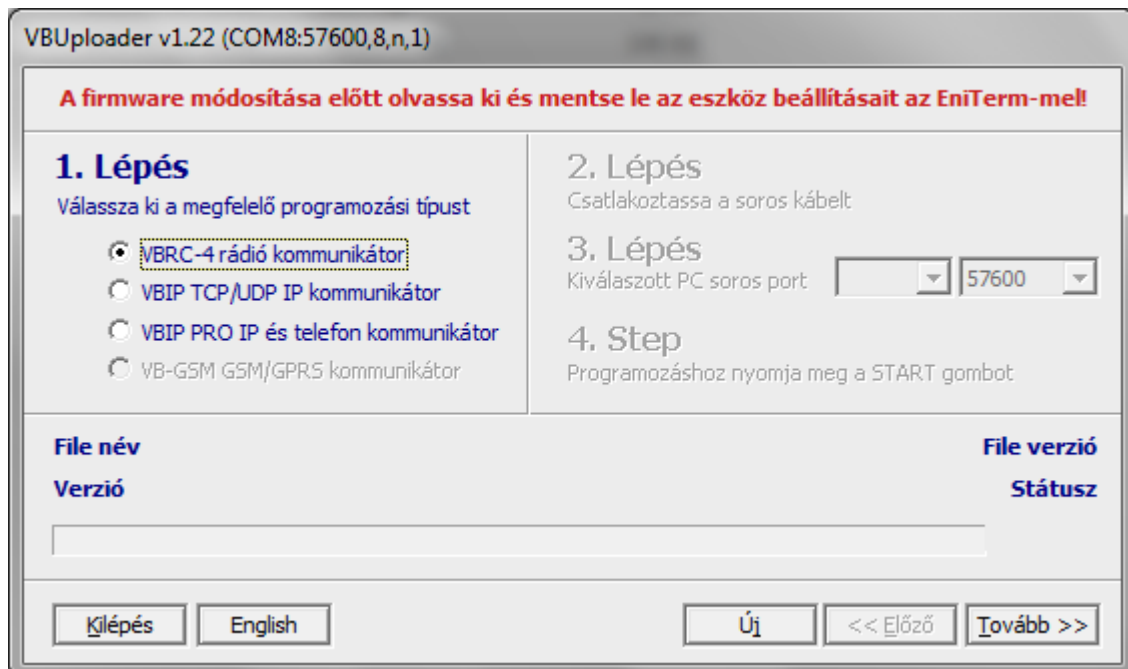 VBUploader v1.22 (COM8:57600,8,n,1)
A firmware módosítása előtt olvassa ki és mentse le az eszköz beállításait az EniTerm-mel!
1. Lépés
Válassza ki a megfelelő programozási típust
VBRC-4 rádió kommunikátor
VBIP TCP/UDP IP kommunikátor
VBIP PRO IP és telefon kommunikátor
VB-GSM GSM/GPRS kommunikátor
2. Lépés
Csatlakoztassa a soros kábelt
3. Lépés
Kiválaszott PC soros port 57600
4. Step
Programozáshoz nyomja meg a START gombot
File név File verzió
Verzió Státusz
Kilépés English Új << Előző Tovább >>